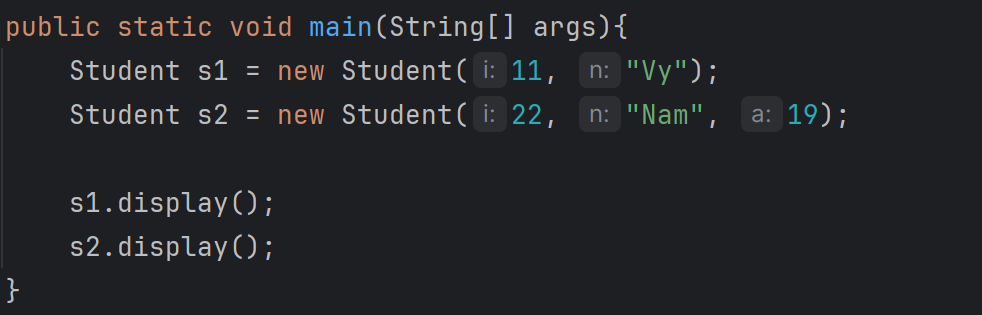 public static void main(String[] args){
Student s1 = new Student( i: 11, n: "Vy");
Student s2 = new Student( i: 22, n: "Nam", a: 19);
s1.display();
s2.display();
}